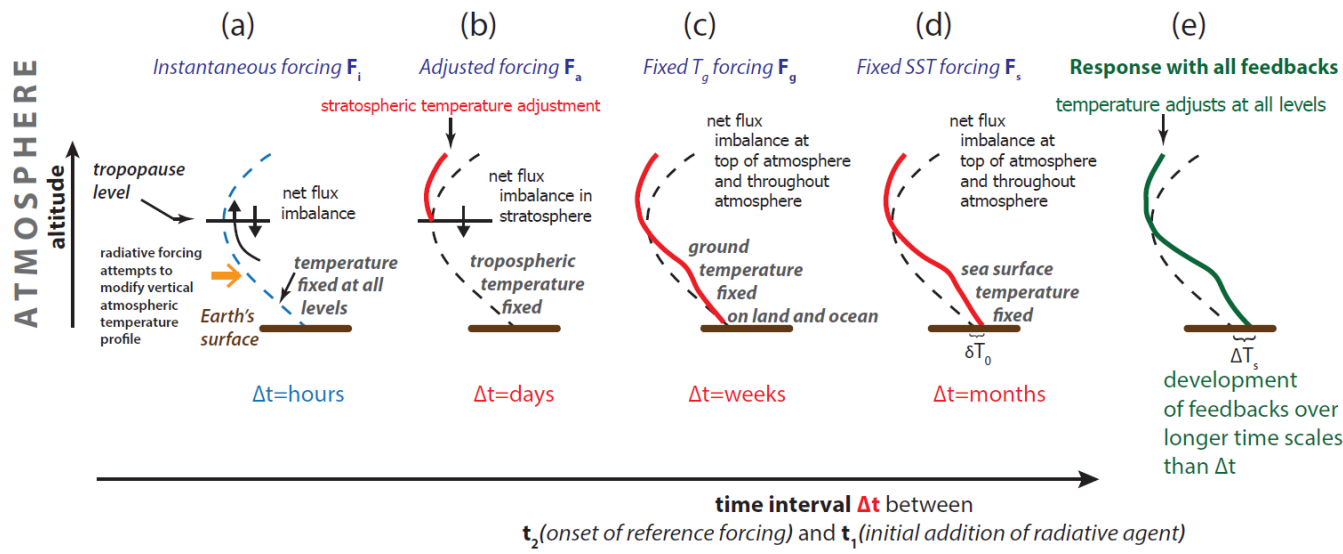 ATMOSPHERE
altitude
(a)
Instantaneous forcing Fi
tropopause
level
net flux
imbalance
radiative forcing
attempts to
modify vertical
atmospheric
temperature
profile
temperature
fixed at all
levels
Earth's
surface
Δt=hours
(b)
Adjusted forcing Fa
stratospheric temperature adjustment
net flux
imbalance in
stratosphere
tropospheric
temperature
fixed
Δt=days
(c)
Fixed Tg forcing Fg
net flux
imbalance at
top of atmosphere
and throughout
atmosphere
ground
temperature
fixed
on land and ocean
Δt=weeks
(d)
Fixed SST forcing Fs
net flux
imbalance at
top of atmosphere
and throughout
atmosphere
sea surface
temperature
fixed
δT0
Δt=months
(e)
Response with all feedbacks
temperature adjusts at all levels
ΔTs
development
of feedbacks over
longer time scales
than Δt
time interval Δt between
t2(onset of reference forcing) and t1(initial addition of radiative agent)